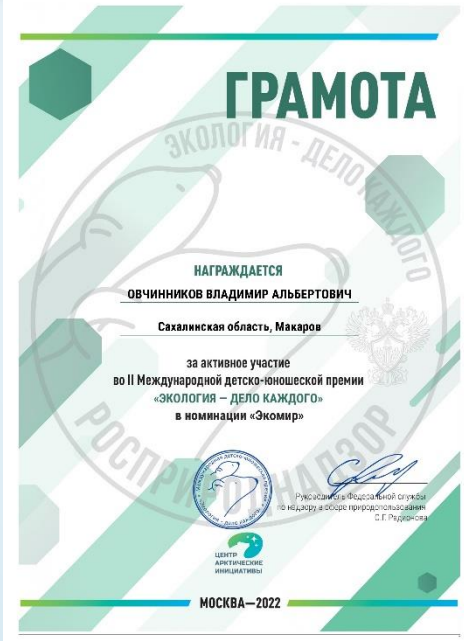 ГРАМОТА
ЭКОЛОГИЯ - ДЕЛО КАЖДОГО
НАГРАЖДАЕТСЯ
ОВЧИННИКОВ ВЛАДИМИР АЛЬБЕРТОВИЧ
Сахалинская область, Макаров
за активное участие
во II Международной детско-юношеской премии
«ЭКОЛОГИЯ – ДЕЛО КАЖДОГО»
в номинации «Экомир»
РОСПРИРОДНАДЗОР
Руководитель Федеральной службы
по надзору в сфере природопользования
С.Г. Радионова
ЦЕНТР
АРКТИЧЕСКИЕ
ИНИЦИАТИВЫ
МОСКВА—2022